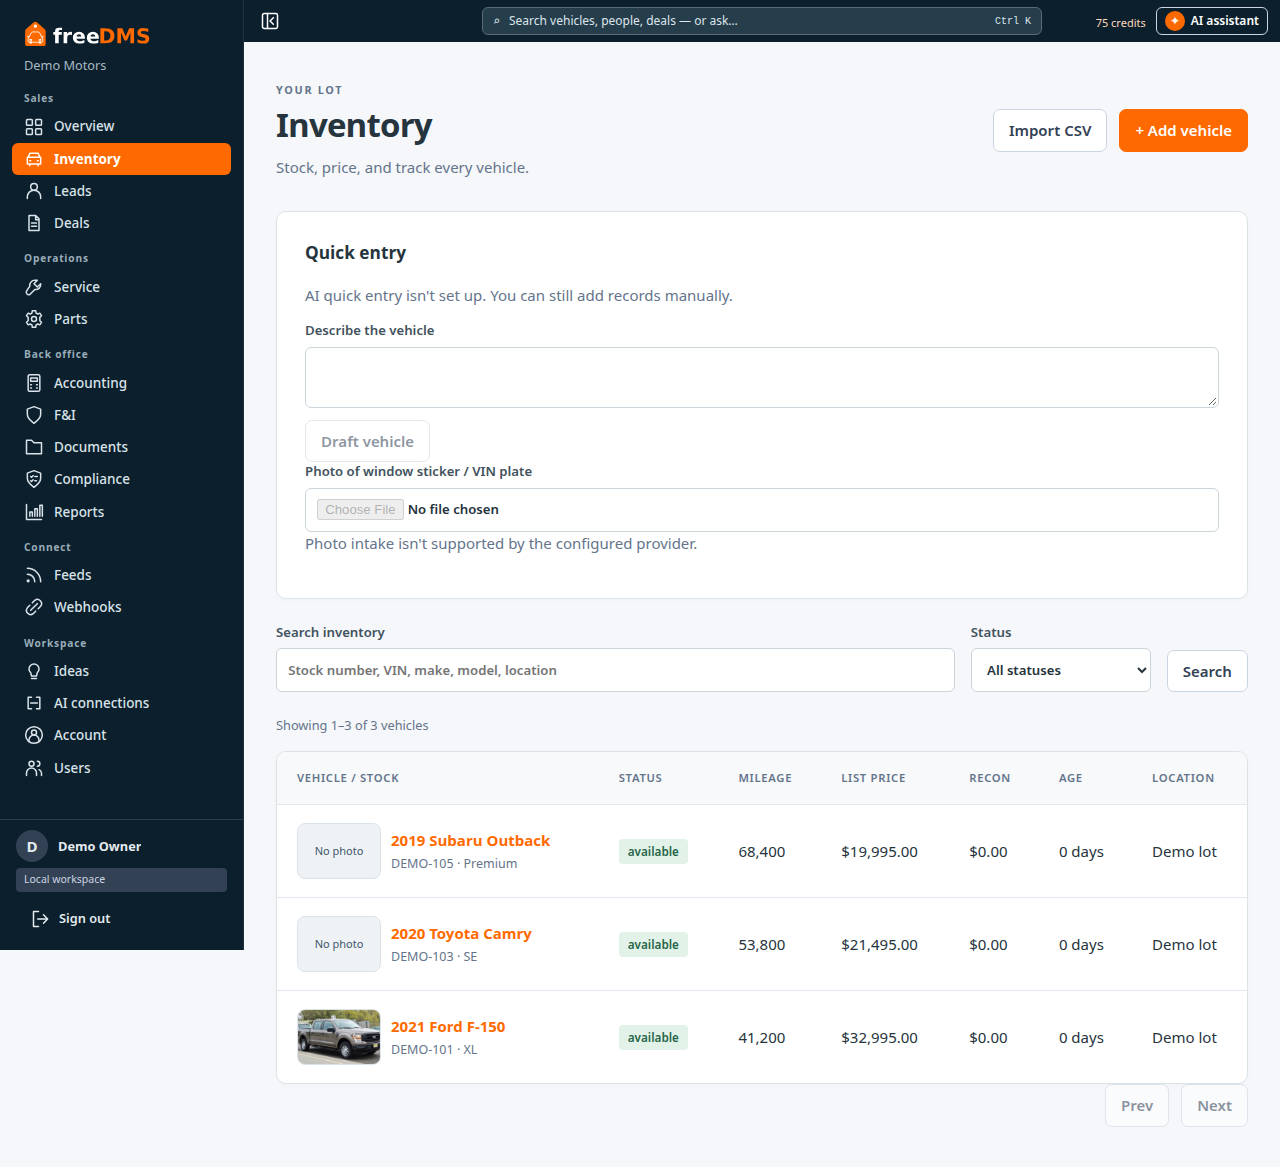 freeDMS
Demo Motors
Sales
Overview
Inventory
Leads
Deals
Operations
Service
Parts
Back office
Accounting
F&I
Documents
Compliance
Reports
Connect
Feeds
Webhooks
Workspace
Ideas
AI connections
Account
Users
D Demo Owner
Local workspace
Sign out
Search vehicles, people, deals — or ask... Ctrl K
75 credits
AI assistant
YOUR LOT
Inventory
Stock, price, and track every vehicle.
Import CSV
+ Add vehicle
Quick entry
AI quick entry isn't set up. You can still add records manually.
Describe the vehicle
Draft vehicle
Photo of window sticker / VIN plate
Choose File No file chosen
Photo intake isn't supported by the configured provider.
Search inventory
Stock number, VIN, make, model, location
Status
All statuses
Search
Showing 1–3 of 3 vehicles
VEHICLE / STOCK STATUS MILEAGE LIST PRICE RECON AGE LOCATION
No photo
2019 Subaru Outback
DEMO-105 · Premium
available 68,400 $19,995.00 $0.00 0 days Demo lot
No photo
2020 Toyota Camry
DEMO-103 · SE
available 53,800 $21,495.00 $0.00 0 days Demo lot
2021 Ford F-150
DEMO-101 · XL
available 41,200 $32,995.00 $0.00 0 days Demo lot
Prev
Next